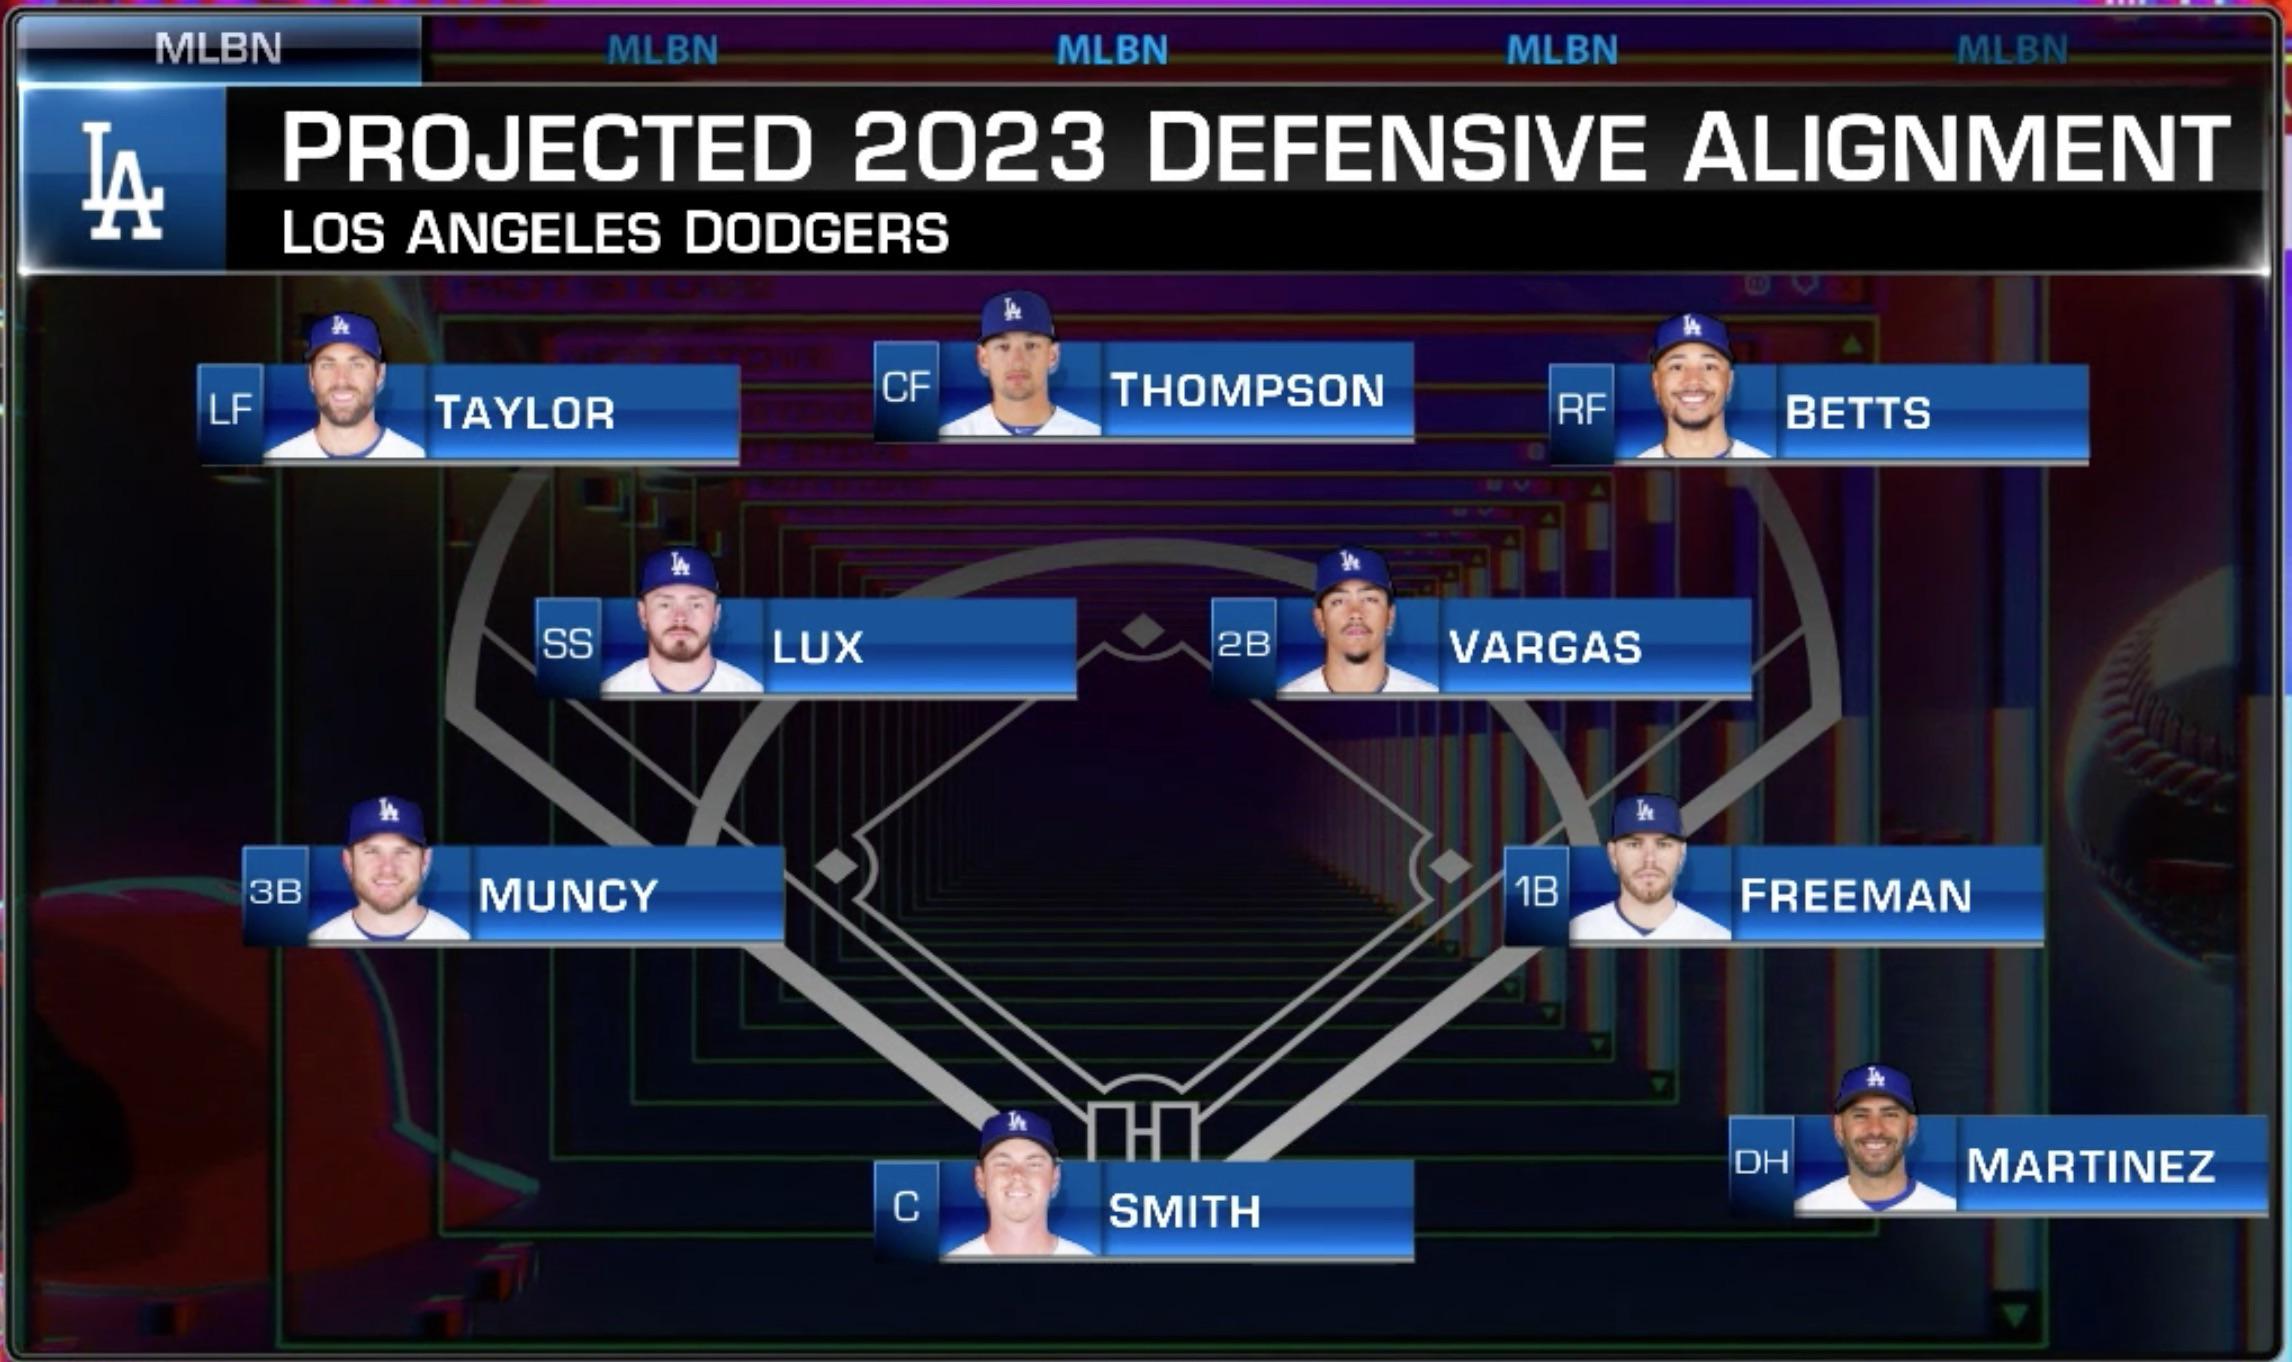 MLBN MLBN MLBN MLBN MLBN
LA PROJECTED 2023 DEFENSIVE ALIGNMENT
LOS ANGELES DODGERS
LF TAYLOR
CF THOMPSON
RF BETTS
SS LUX
2B VARGAS
3B MUNCY
1B FREEMAN
C SMITH
DH MARTINEZ